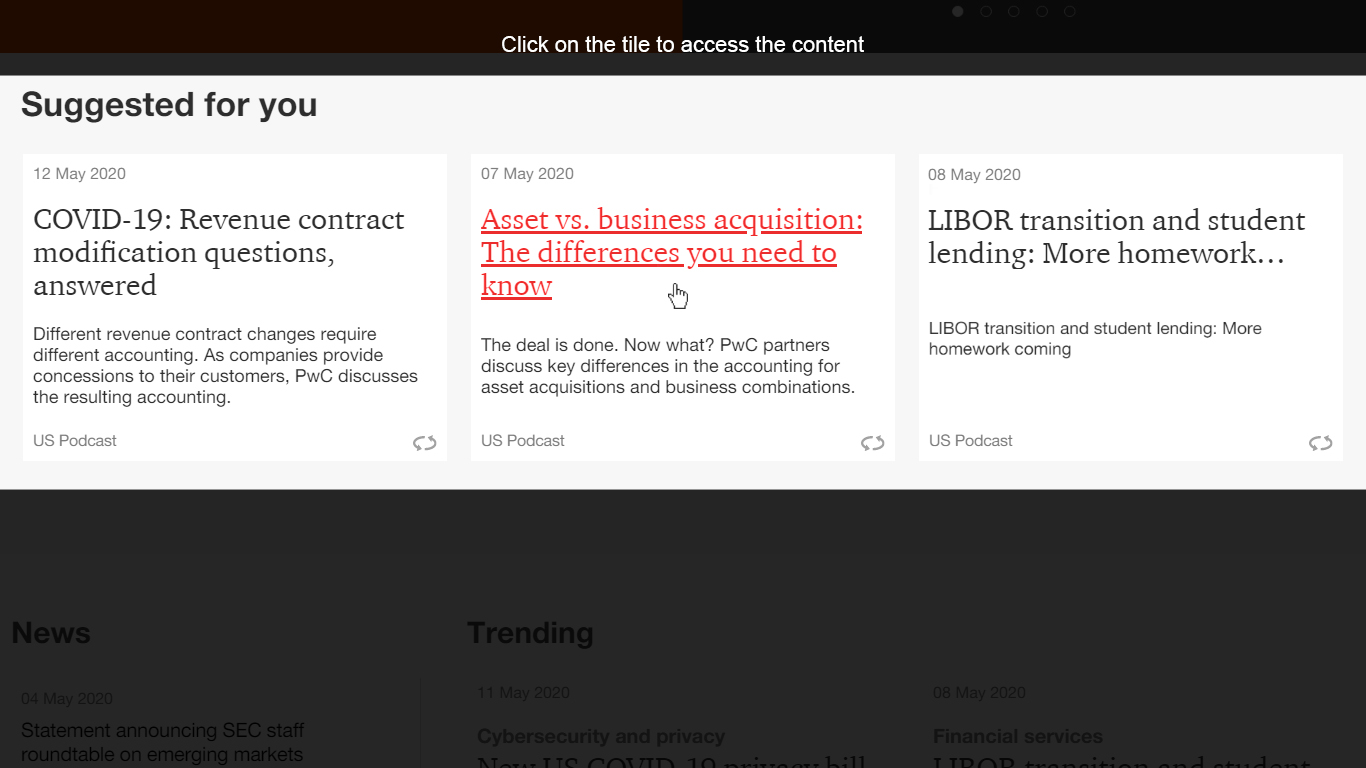 Click on the tile to access the content
Suggested for you
12 May 2020
COVID-19: Revenue contract
modification questions,
answered
Different revenue contract changes require
different accounting. As companies provide
concessions to their customers, PwC discusses
the resulting accounting.
US Podcast
07 May 2020
Asset vs. business acquisition:
The differences you need to
know
The deal is done. Now what? PwC partners
discuss key differences in the accounting for
asset acquisitions and business combinations.
US Podcast
08 May 2020
LIBOR transition and student
lending: More homework…
LIBOR transition and student lending: More
homework coming
US Podcast
News
04 May 2020
Statement announcing SEC staff
roundtable on emerging markets
Trending
11 May 2020
Cybersecurity and privacy
New US COVID-19 privacy bill
08 May 2020
Financial services
LIBOR transition and student